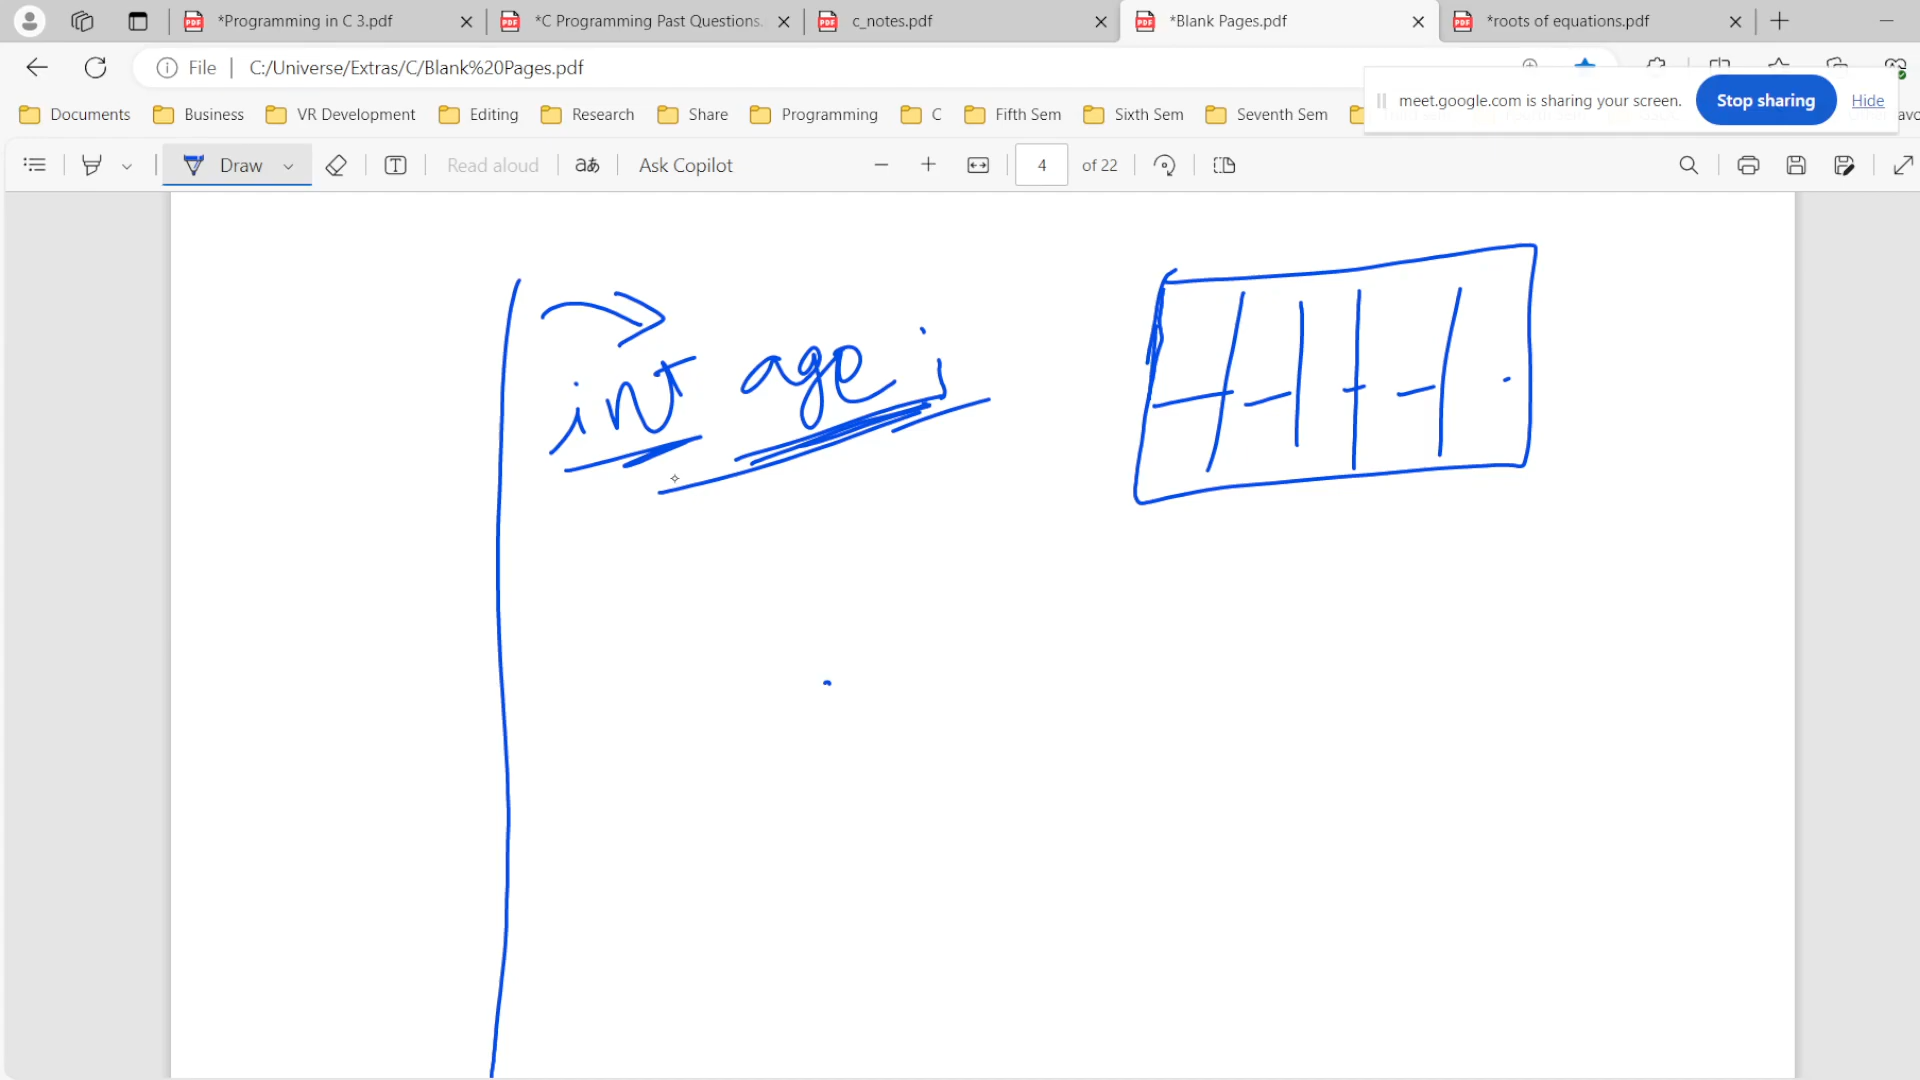 *Programming in C 3.pdf
*C Programming Past Questions.
c_notes.pdf
*Blank Pages.pdf
*roots of equations.pdf
File
C:/Universe/Extras/C/Blank%20Pages.pdf
meet.google.com is sharing your screen.
Stop sharing
Hide
Documents
Business
VR Development
Editing
Research
Share
Programming
C
Fifth Sem
Sixth Sem
Seventh Sem
Draw
Read aloud
Ask Copilot
4
of 22
int age ;